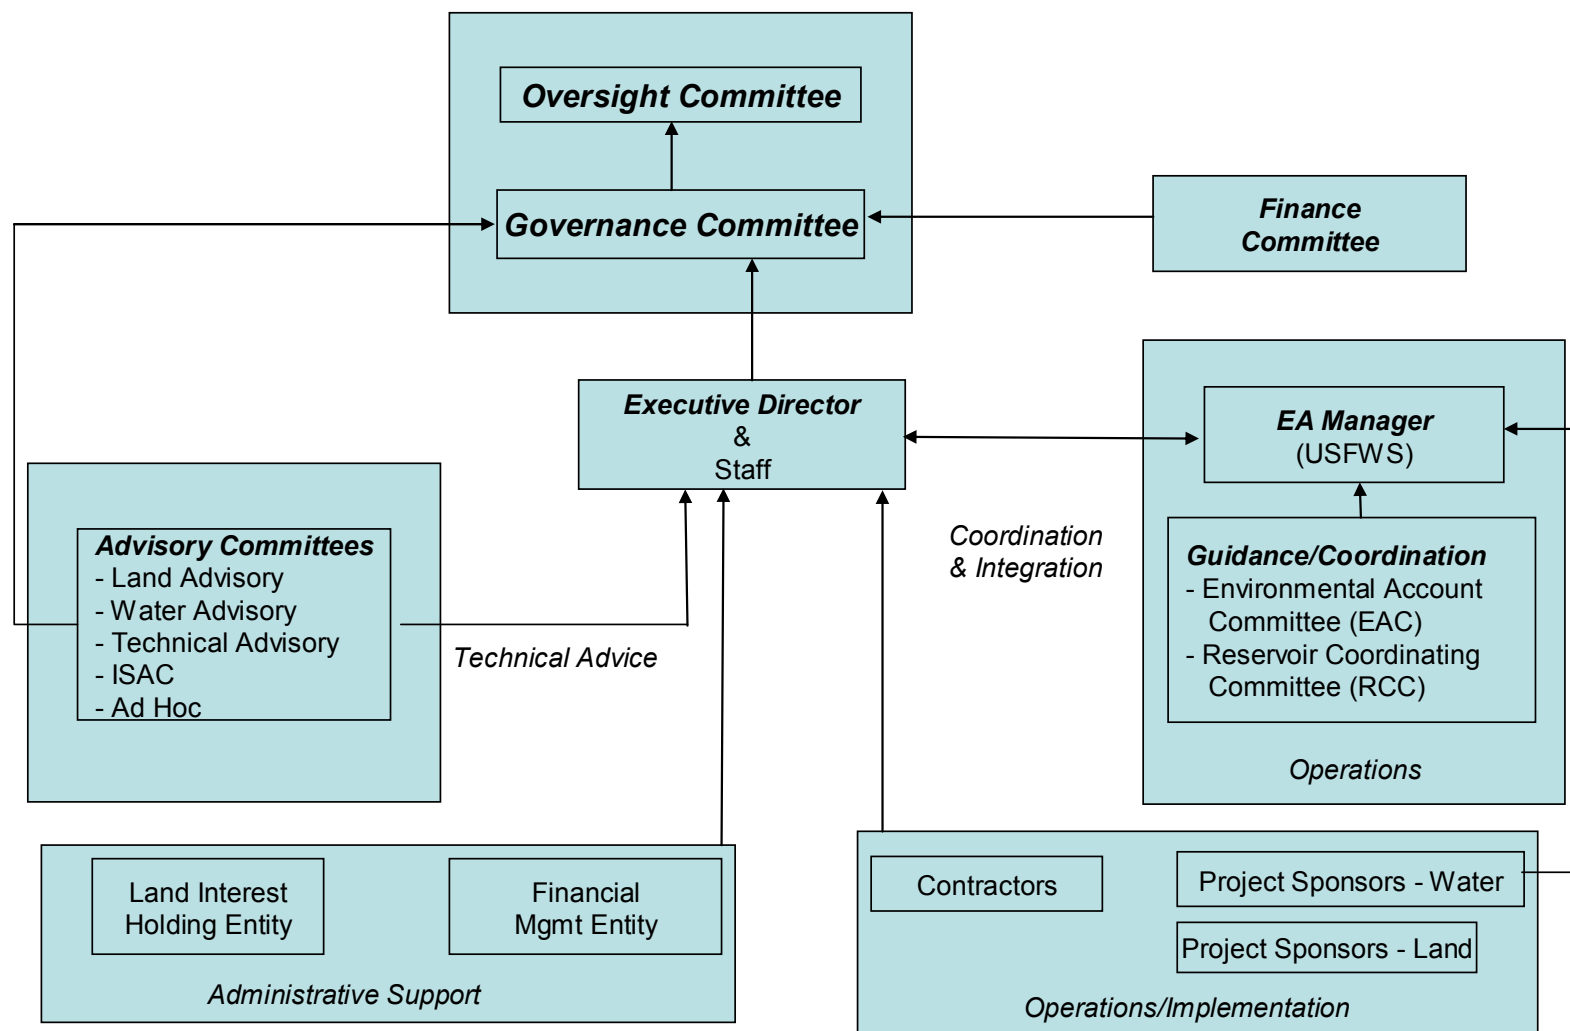 Oversight Committee
Governance Committee
Finance
Committee
Executive Director
&
Staff
EA Manager
(USFWS)
Advisory Committees
- Land Advisory
- Water Advisory
- Technical Advisory
- ISAC
- Ad Hoc
Technical Advice
Coordination
& Integration
Guidance/Coordination
- Environmental Account
Committee (EAC)
- Reservoir Coordinating
Committee (RCC)
Operations
Land Interest
Holding Entity
Financial
Mgmt Entity
Administrative Support
Contractors
Project Sponsors - Water
Project Sponsors - Land
Operations/Implementation